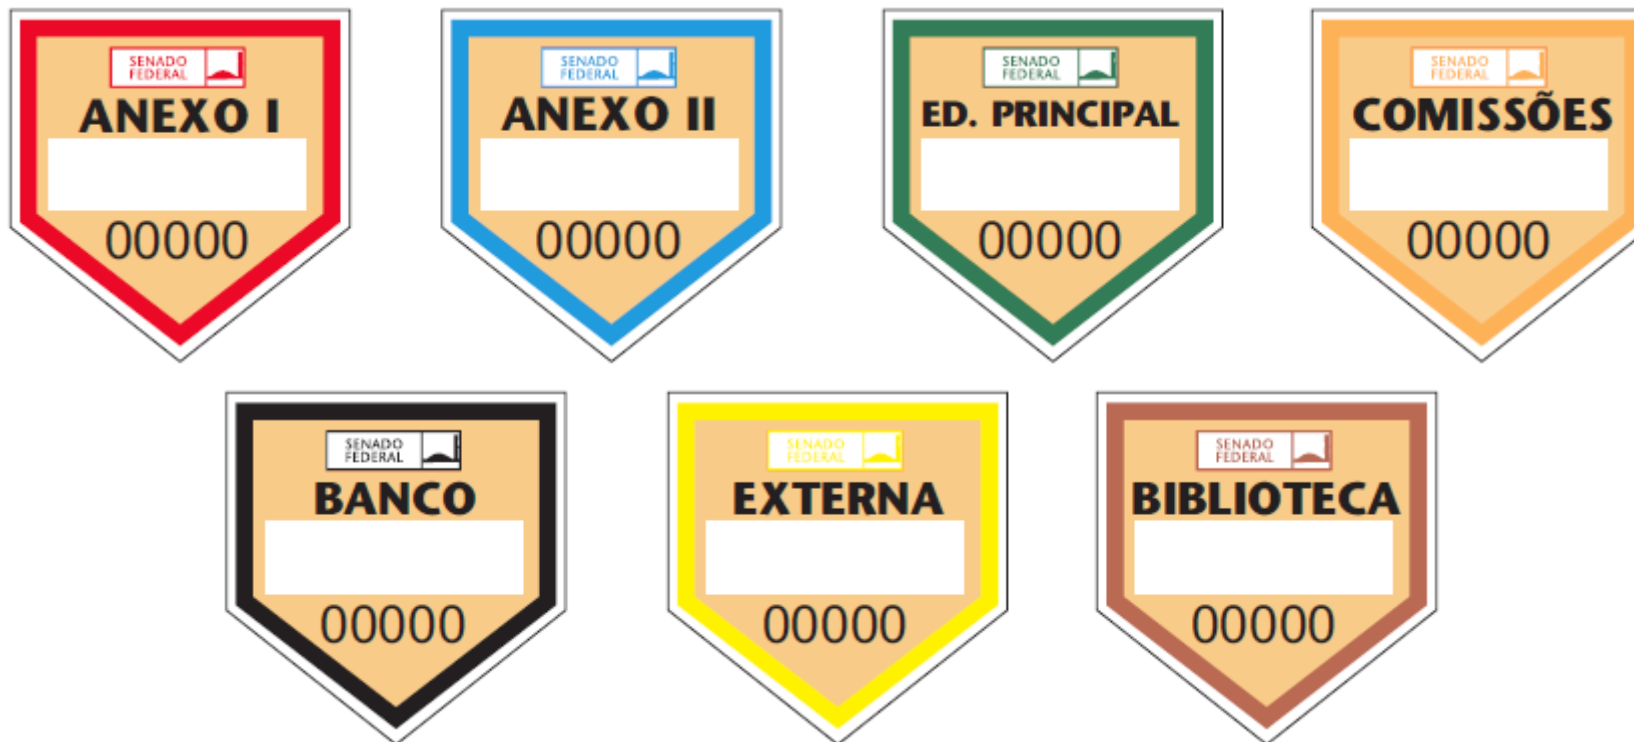 SENADO
FEDERAL
ANEXO I
00000
SENADO
FEDERAL
ANEXO II
00000
SENADO
FEDERAL
ED. PRINCIPAL
00000
SENADO
FEDERAL
COMISSÕES
00000
SENADO
FEDERAL
BANCO
00000
SENADO
FEDERAL
EXTERNA
00000
SENADO
FEDERAL
BIBLIOTECA
00000